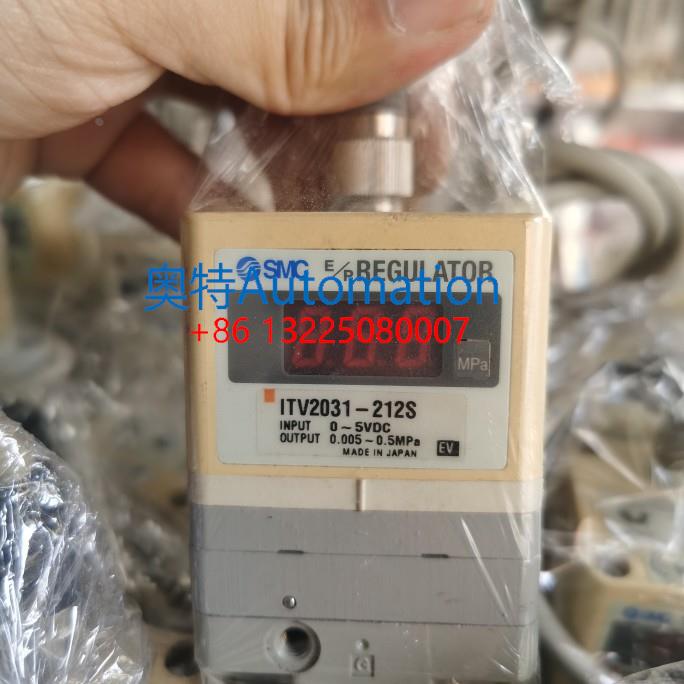 SMC E/P REGULATOR
奥特Automation
+86 13225080007
MPa
ITV2031-212S
INPUT 0~5VDC
OUTPUT 0.005~0.5MPa
MADE IN JAPAN EV
G
SMC